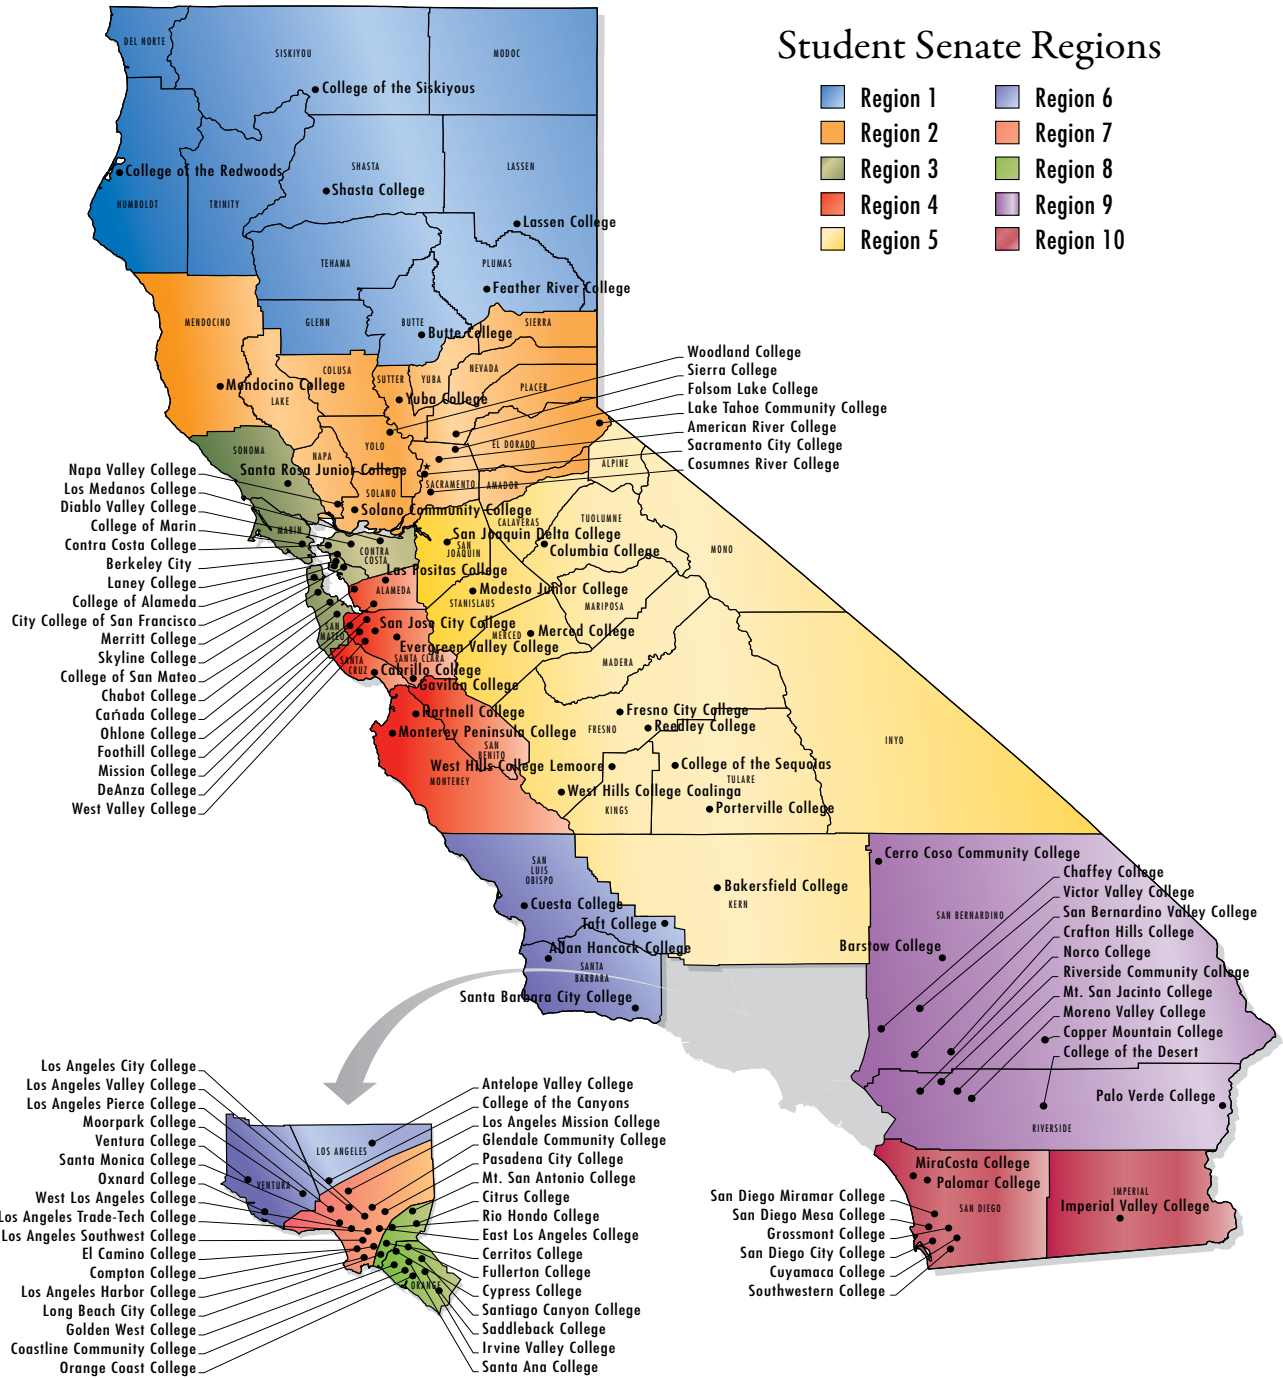 Student Senate Regions
Region 1
Region 2
Region 3
Region 4
Region 5
Region 6
Region 7
Region 8
Region 9
Region 10
DEL NORTE
SISKIYOU
MODOC
College of the Siskiyous
College of the Redwoods
HUMBOLDT
TRINITY
SHASTA
Shasta College
LASSEN
Lassen College
TEHAMA
PLUMAS
Feather River College
GLENN
BUTTE
Butte College
SIERRA
MENDOCINO
Mendocino College
LAKE
COLUSA
SUTTER
YUBA
Yuba College
NEVADA
PLACER
EL DORADO
YOLO
NAPA
SONOMA
Santa Rosa Junior College
SOLANO
Solano Community College
SACRAMENTO
AMADOR
ALPINE
Woodland College
Sierra College
Folsom Lake College
Lake Tahoe Community College
American River College
Sacramento City College
Cosumnes River College
Napa Valley College
Los Medanos College
Diablo Valley College
College of Marin
Contra Costa College
Berkeley City
Laney College
College of Alameda
City College of San Francisco
Merritt College
Skyline College
College of San Mateo
Chabot College
Cańada College
Ohlone College
Foothill College
Mission College
DeAnza College
West Valley College
MARIN
CONTRA
COSTA
Las Positas College
ALAMEDA
SAN
MATEO
San Jose City College
Evergreen Valley College
SANTA CLARA
SANTA
CRUZ
Cabrillo College
Gavilan College
Hartnell College
Monterey Peninsula College
SAN
BENITO
MONTEREY
CALAVERAS
TUOLUMNE
San Joaquin Delta College
SAN
JOAQUIN
Columbia College
MONO
Modesto Junior College
STANISLAUS
MARIPOSA
MERCED
Merced College
MADERA
Fresno City College
FRESNO
Reedley College
INYO
West Hills College Lemoore
College of the Sequoias
TULARE
West Hills College Coalinga
KINGS
Porterville College
SAN
LUIS
OBISPO
Cuesta College
Bakersfield College
KERN
Taft College
Allan Hancock College
SANTA
BARBARA
Santa Barbara City College
Cerro Coso Community College
SAN BERNARDINO
Barstow College
Chaffey College
Victor Valley College
San Bernardino Valley College
Crafton Hills College
Norco College
Riverside Community College
Mt. San Jacinto College
Moreno Valley College
Copper Mountain College
College of the Desert
Palo Verde College
RIVERSIDE
MiraCosta College
Palomar College
SAN DIEGO
IMPERIAL
Imperial Valley College
San Diego Miramar College
San Diego Mesa College
Grossmont College
San Diego City College
Cuyamaca College
Southwestern College
Los Angeles City College
Los Angeles Valley College
Los Angeles Pierce College
Moorpark College
Ventura College
Santa Monica College
Oxnard College
West Los Angeles College
Los Angeles Trade-Tech College
Los Angeles Southwest College
El Camino College
Compton College
Los Angeles Harbor College
Long Beach City College
Golden West College
Coastline Community College
Orange Coast College
LOS ANGELES
VENTURA
ORANGE
Antelope Valley College
College of the Canyons
Los Angeles Mission College
Glendale Community College
Pasadena City College
Mt. San Antonio College
Citrus College
Rio Hondo College
East Los Angeles College
Cerritos College
Fullerton College
Cypress College
Santiago Canyon College
Saddleback College
Irvine Valley College
Santa Ana College